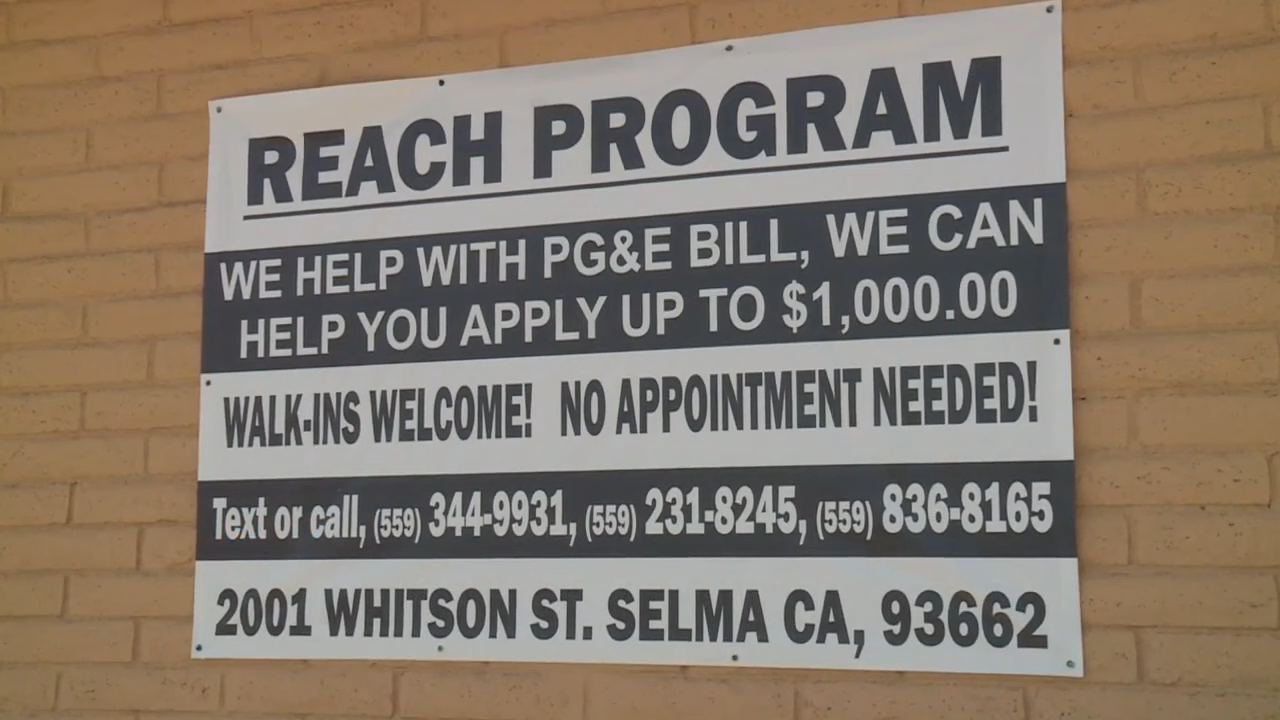 REACH PROGRAM
WE HELP WITH PG&E BILL, WE CAN
HELP YOU APPLY UP TO $1,000.00
WALK-INS WELCOME! NO APPOINTMENT NEEDED!
Text or call, (559) 344-9931, (559) 231-8245, (559) 836-8165
2001 WHITSON ST. SELMA CA, 93662